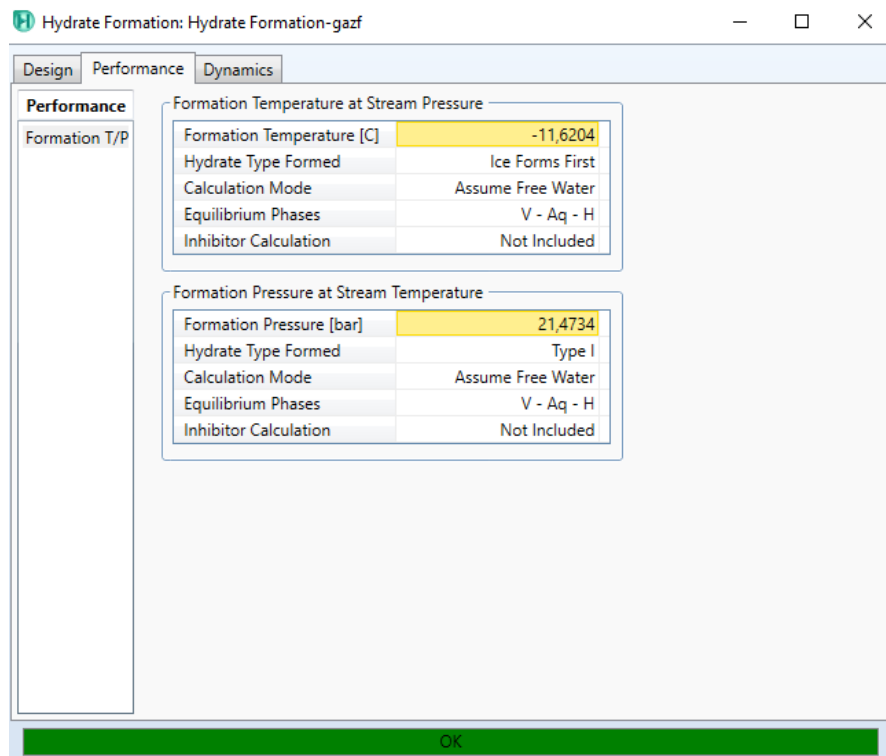 Hydrate Formation: Hydrate Formation-gazf
Design Performance Dynamics
Performance
Formation T/P
Formation Temperature at Stream Pressure
Formation Temperature [C] -11,6204
Hydrate Type Formed Ice Forms First
Calculation Mode Assume Free Water
Equilibrium Phases V - Aq - H
Inhibitor Calculation Not Included
Formation Pressure at Stream Temperature
Formation Pressure [bar] 21,4734
Hydrate Type Formed Type I
Calculation Mode Assume Free Water
Equilibrium Phases V - Aq - H
Inhibitor Calculation Not Included
OK